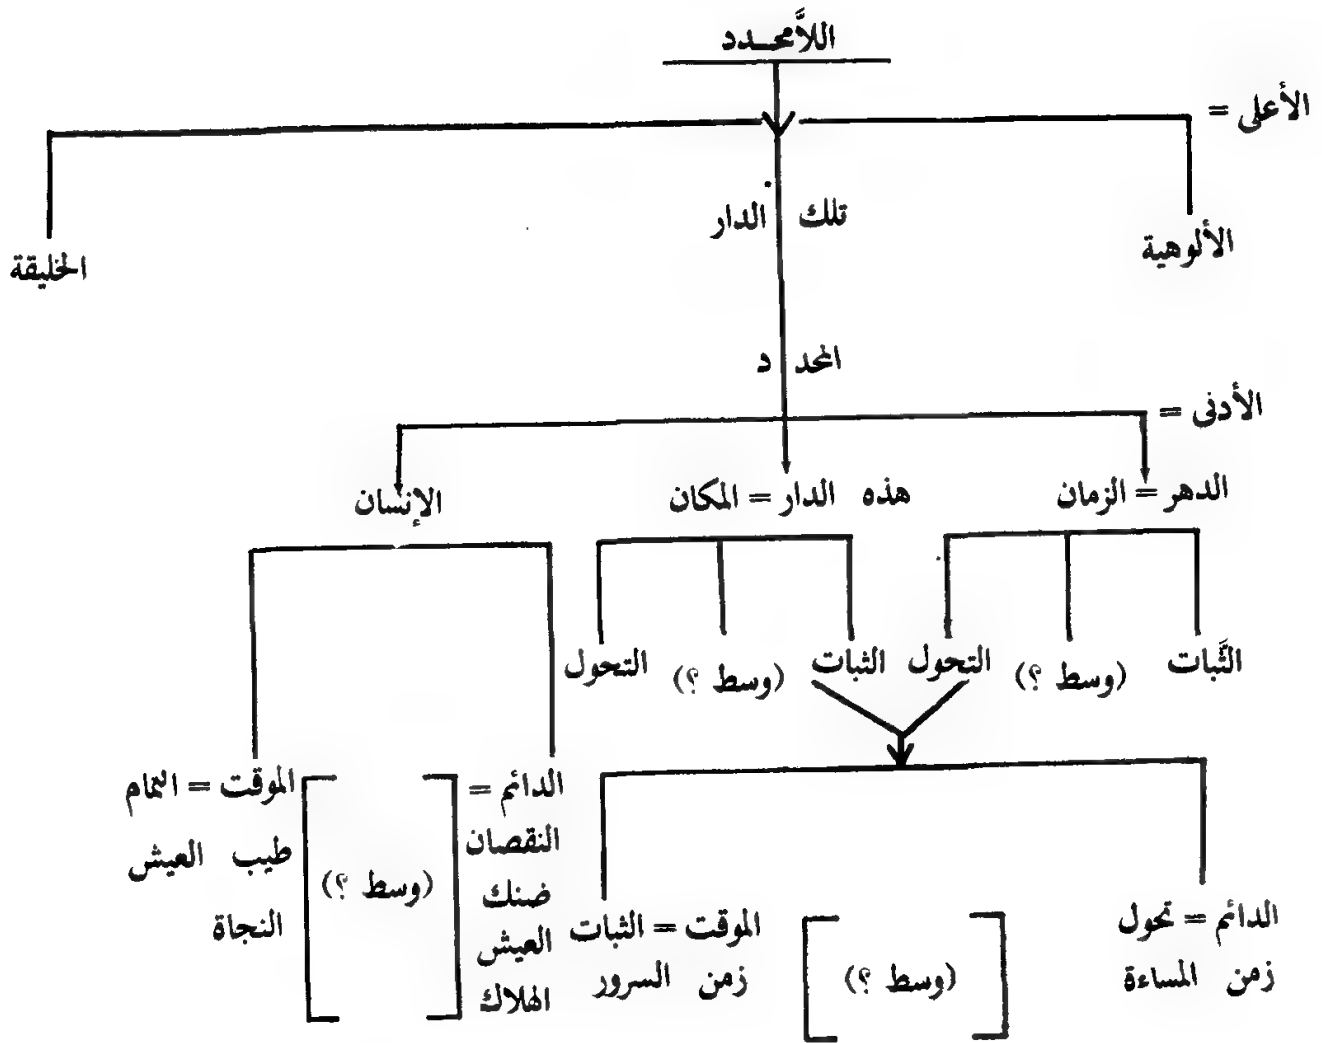 اللاَّمحدد
الأعلى =
تلك الدار
الألوهية
الخليقة
المحدد
الأدنى =
الدهر = الزمان
هذه الدار = المكان
الإنسان
الثَّبات
(وسط ؟)
التحول
الثبات
(وسط ؟)
التحول
الدائم =
النقصان
ضنك
العيش
الهلاك
(وسط ؟)
الموقت = التمام
طيب العيش
النجاة
الدائم = تحول
زمن المساءة
(وسط ؟)
الموقت = الثبات
زمن السرور